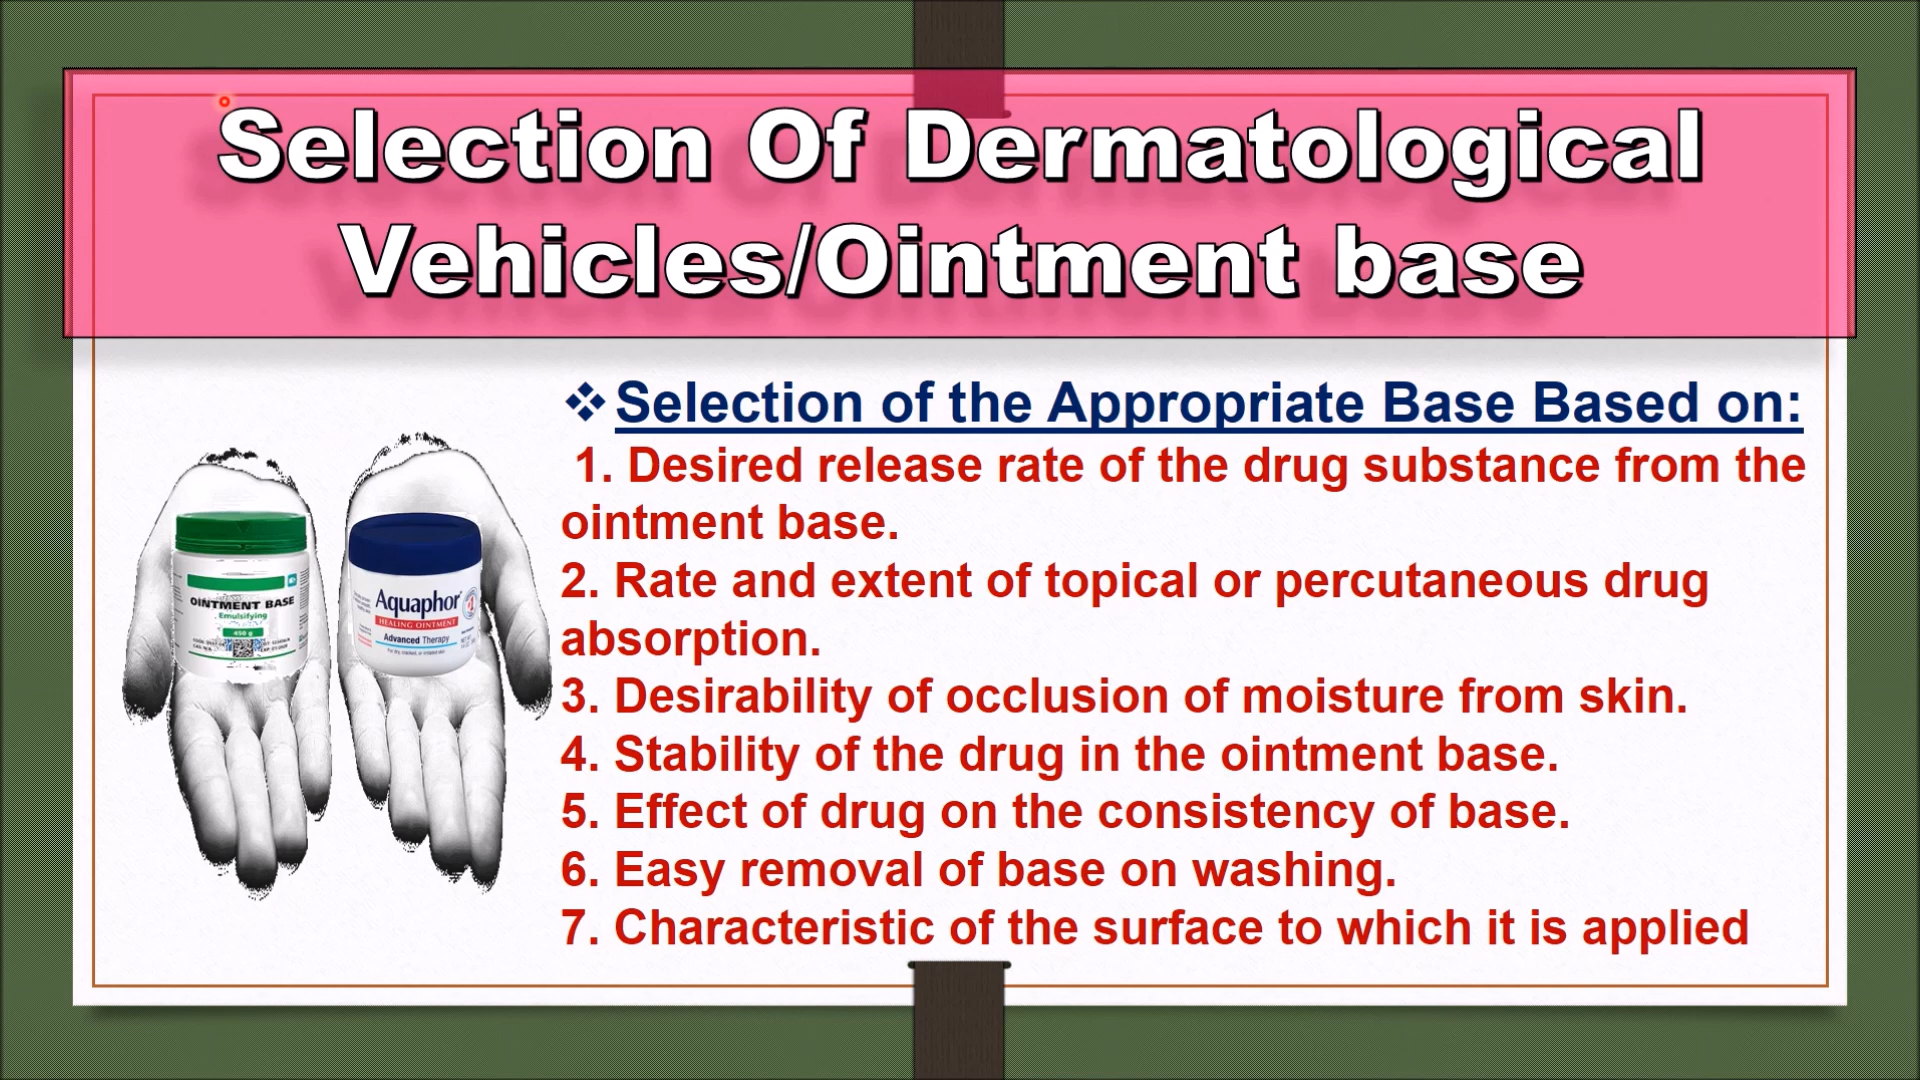 Selection Of Dermatological
Vehicles/Ointment base
❖Selection of the Appropriate Base Based on:
1. Desired release rate of the drug substance from the
ointment base.
2. Rate and extent of topical or percutaneous drug
absorption.
3. Desirability of occlusion of moisture from skin.
4. Stability of the drug in the ointment base.
5. Effect of drug on the consistency of base.
6. Easy removal of base on washing.
7. Characteristic of the surface to which it is applied
OINTMENT BASE
Emulsifying
450 g
Aquaphor
HEALING OINTMENT
Advanced Therapy